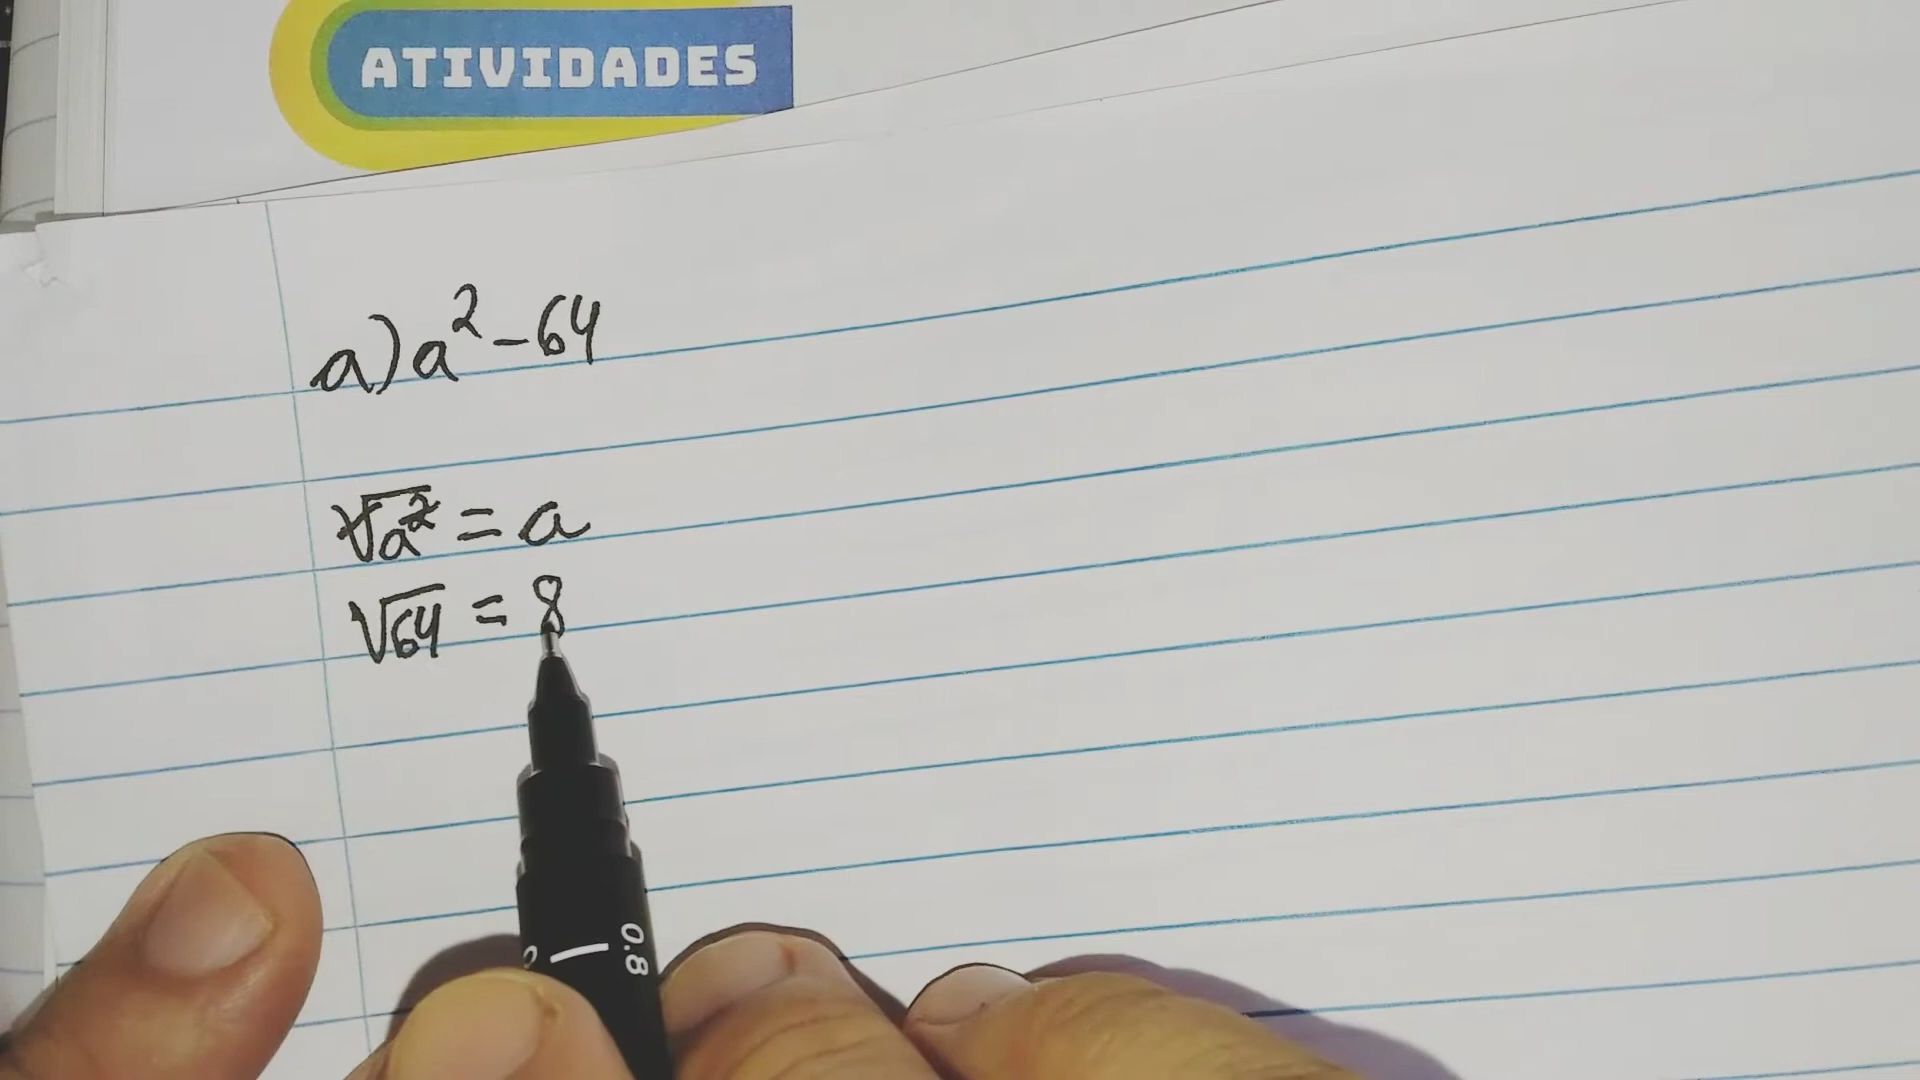 ATIVIDADES
a) a² - 64
√a² = a
√64 = 8
0.8